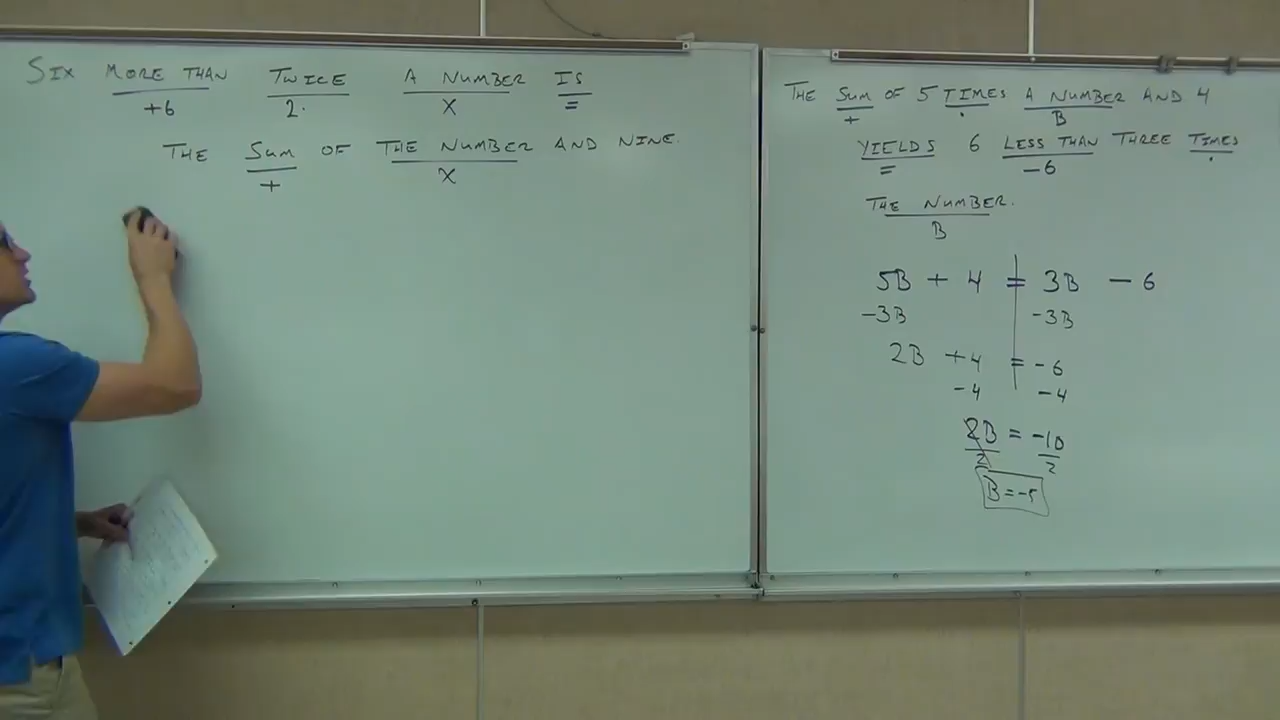 SIX MORE THAN TWICE A NUMBER IS
+6 2· X =
THE SUM OF THE NUMBER AND NINE.
+ X
THE SUM OF 5 TIMES A NUMBER AND 4
+ · B
YIELDS 6 LESS THAN THREE TIMES
= -6 ·
THE NUMBER.
B
5B + 4 = 3B - 6
-3B -3B
2B +4 = -6
-4 -4
2B = -10
2 2
B = -5